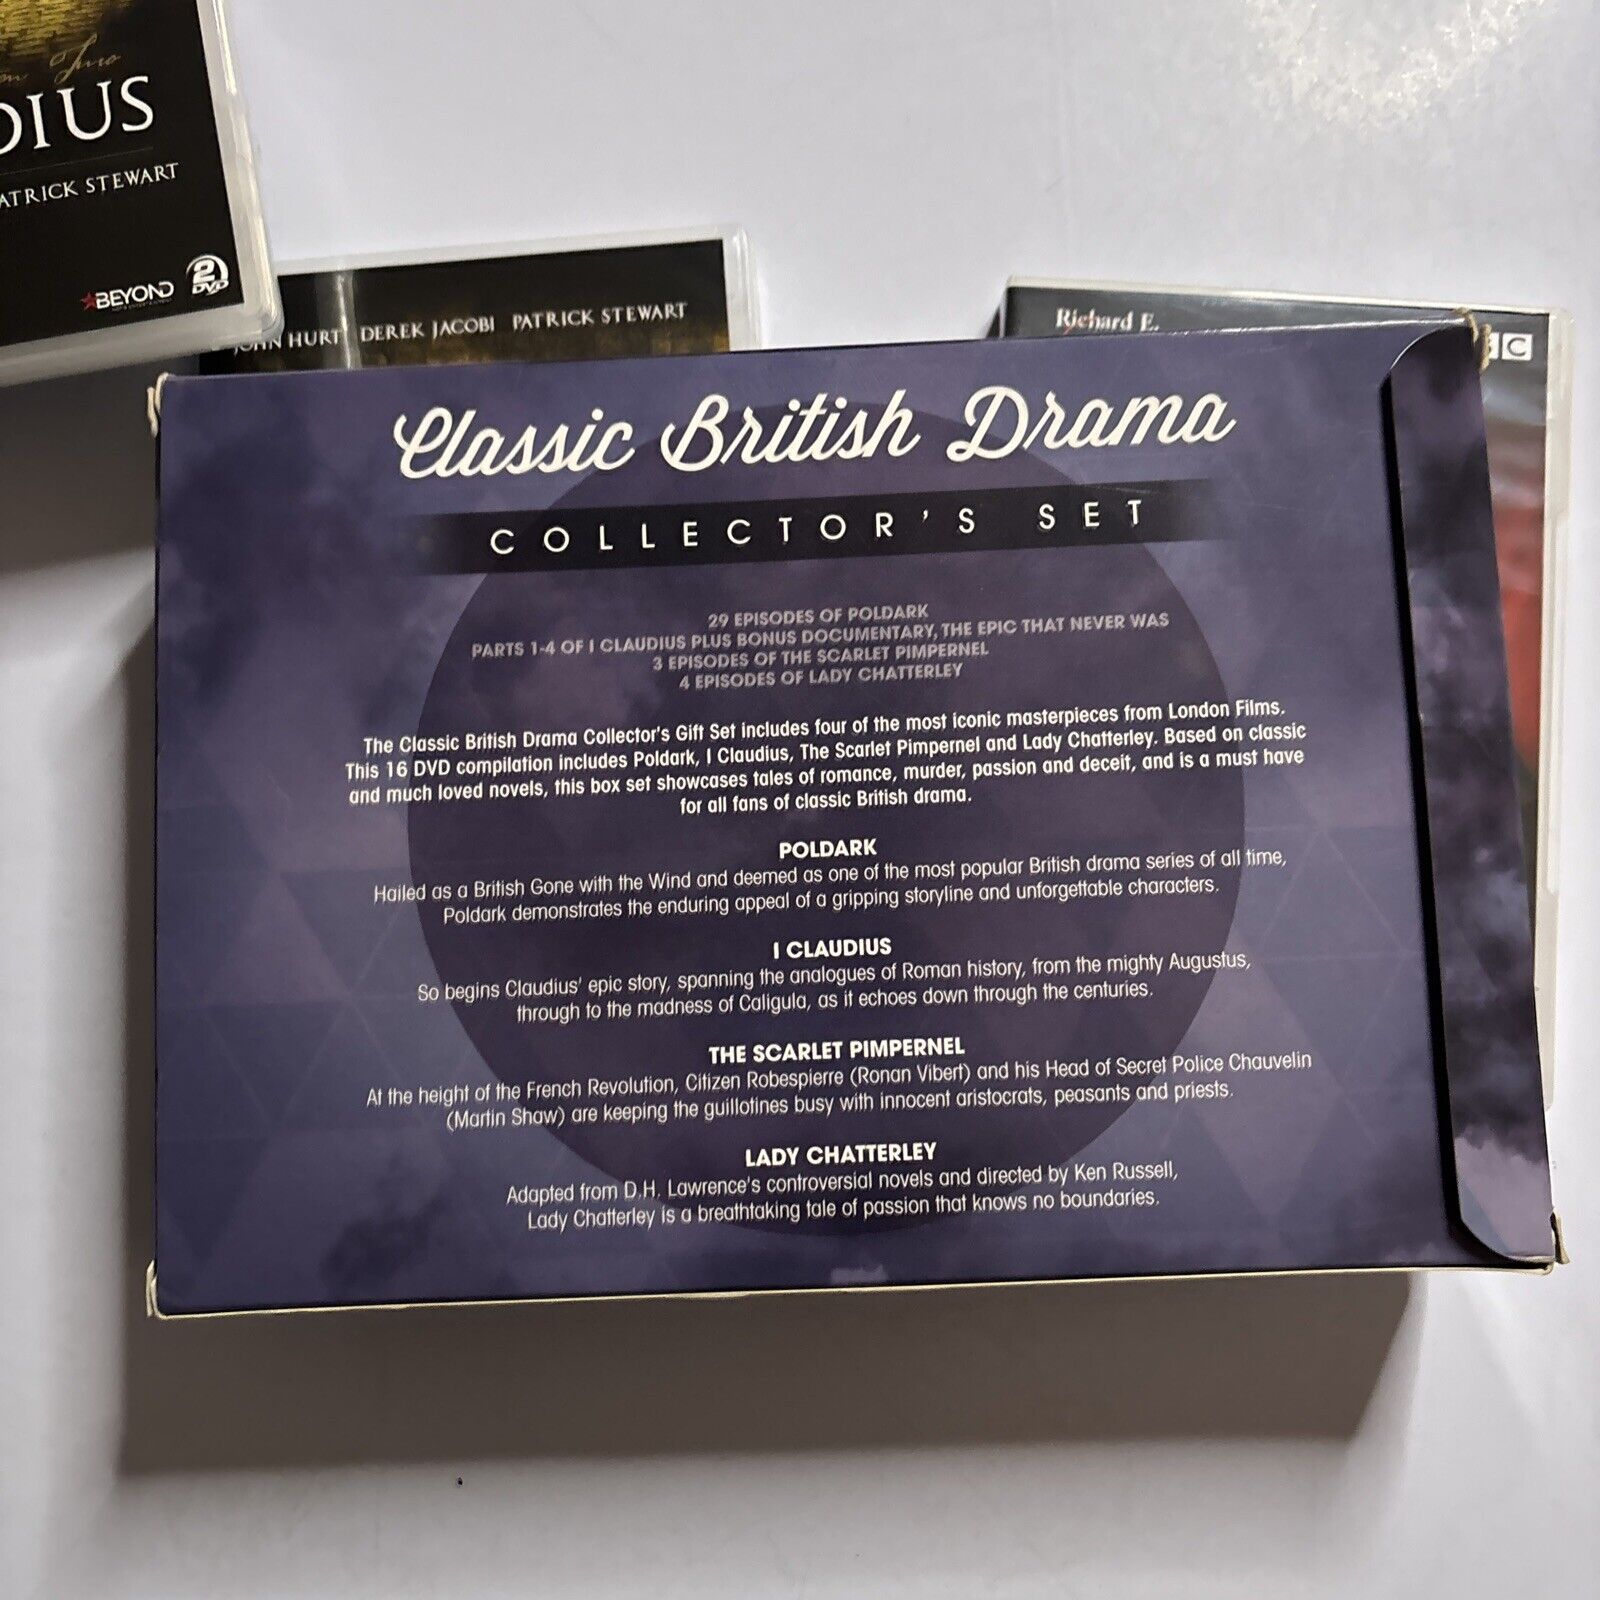 DIUS
PATRICK STEWART
BEYOND
2
DVD
JOHN HURT DEREK JACOBI PATRICK STEWART
Richard E.
C
Classic British Drama
COLLECTOR'S SET
29 EPISODES OF POLDARK
PARTS 1-4 OF I CLAUDIUS PLUS BONUS DOCUMENTARY, THE EPIC THAT NEVER WAS
3 EPISODES OF THE SCARLET PIMPERNEL
4 EPISODES OF LADY CHATTERLEY
The Classic British Drama Collector's Gift Set includes four of the most iconic masterpieces from London Films.
This 16 DVD compilation includes Poldark, I Claudius, The Scarlet Pimpernel and Lady Chatterley. Based on classic
and much loved novels, this box set showcases tales of romance, murder, passion and deceit, and is a must have
for all fans of classic British drama.
POLDARK
Hailed as a British Gone with the Wind and deemed as one of the most popular British drama series of all time,
Poldark demonstrates the enduring appeal of a gripping storyline and unforgettable characters.
I CLAUDIUS
So begins Claudius' epic story, spanning the analogues of Roman history, from the mighty Augustus,
through to the madness of Caligula, as it echoes down through the centuries.
THE SCARLET PIMPERNEL
At the height of the French Revolution, Citizen Robespierre (Ronan Vibert) and his Head of Secret Police Chauvelin
(Martin Shaw) are keeping the guillotines busy with innocent aristocrats, peasants and priests.
LADY CHATTERLEY
Adapted from D.H. Lawrence's controversial novels and directed by Ken Russell,
Lady Chatterley is a breathtaking tale of passion that knows no boundaries.